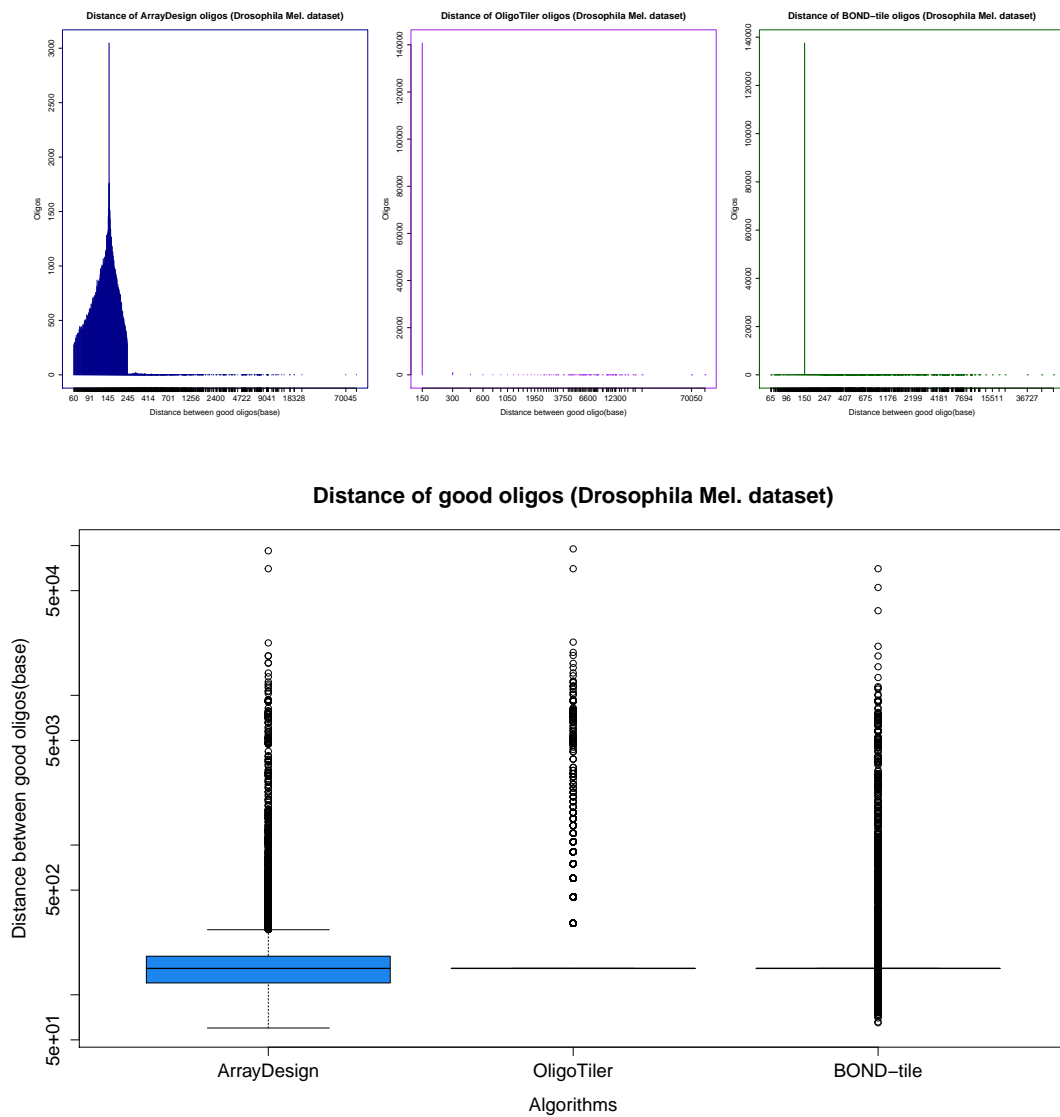 Distance of ArrayDesign oligos (Drosophila Mel. dataset)
Oligos
3000
2500
2000
1500
1000
500
0
60 91 145 245 414 701 1256 2400 4722 9041 18328 70045
Distance between good oligos(base)
Distance of OligoTiler oligos (Drosophila Mel. dataset)
Oligos
140000
120000
100000
80000
60000
40000
20000
0
150 300 600 1050 1950 3750 6600 12300 70050
Distance between good oligo(base)
Distance of BOND−tile oligos (Drosophila Mel. dataset)
Oligos
140000
120000
100000
80000
60000
40000
20000
0
65 96 150 247 407 675 1176 2199 4181 7694 15511 36727
Distance between good oligos(base)
Distance of good oligos (Drosophila Mel. dataset)
Distance between good oligos(base)
5e+04
5e+03
5e+02
5e+01
ArrayDesign OligoTiler BOND−tile
Algorithms